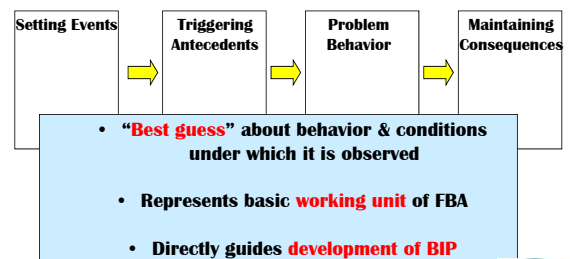 Setting Events
Triggering
Antecedents
Problem
Behavior
Maintaining
Consequences
• “Best guess” about behavior & conditions
under which it is observed
• Represents basic working unit of FBA
• Directly guides development of BIP